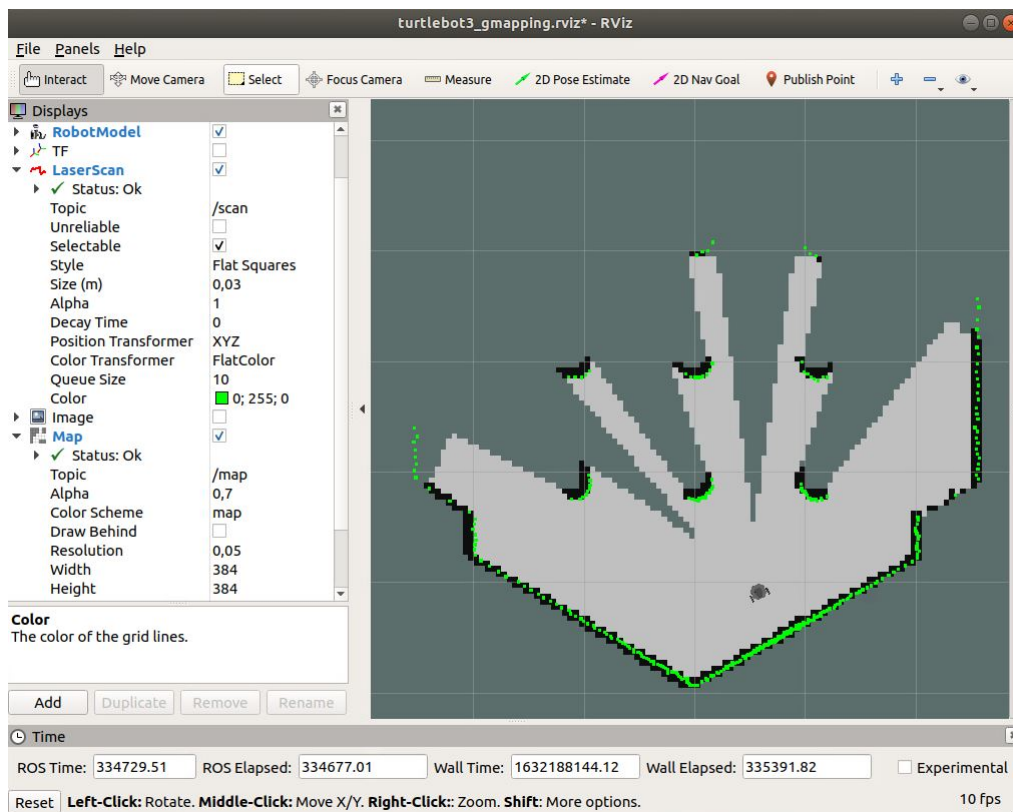 turtlebot3_gmapping.rviz* - RViz
File Panels Help
Interact Move Camera Select Focus Camera Measure 2D Pose Estimate 2D Nav Goal Publish Point
Displays
RobotModel
TF
LaserScan
Status: Ok
Topic /scan
Unreliable
Selectable
Style Flat Squares
Size (m) 0,03
Alpha 1
Decay Time 0
Position Transformer XYZ
Color Transformer FlatColor
Queue Size 10
Color 0; 255; 0
Image
Map
Status: Ok
Topic /map
Alpha 0,7
Color Scheme map
Draw Behind
Resolution 0,05
Width 384
Height 384
Color
The color of the grid lines.
Add Duplicate Remove Rename
Time
ROS Time: 334729.51 ROS Elapsed: 334677.01 Wall Time: 1632188144.12 Wall Elapsed: 335391.82 Experimental
Reset Left-Click: Rotate. Middle-Click: Move X/Y. Right-Click:: Zoom. Shift: More options. 10 fps